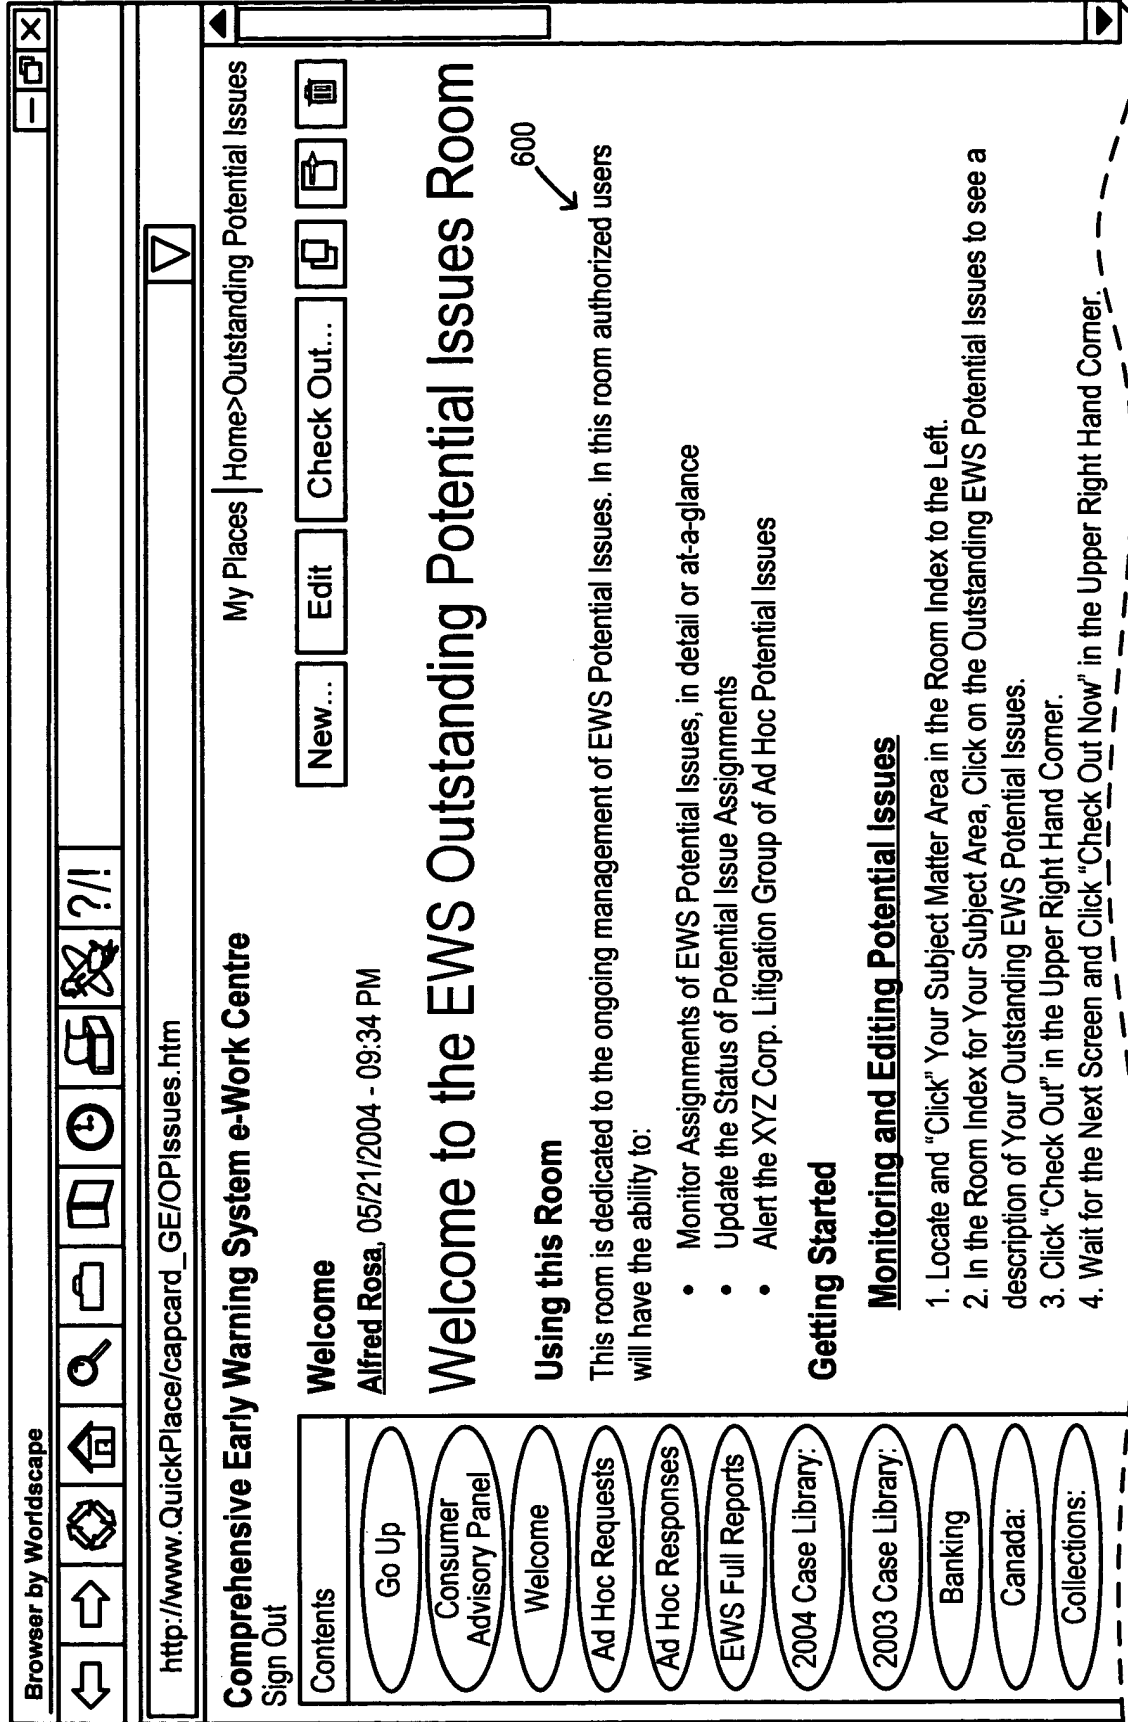 Browser by Worldscape
?/!
http://www.QuickPlace/capcard_GE/OPIssues.htm
Comprehensive Early Warning System e-Work Centre
Sign Out
My Places | Home>Outstanding Potential Issues
Contents
Go Up
Consumer
Advisory Panel
Welcome
Ad Hoc Requests
Ad Hoc Responses
EWS Full Reports
2004 Case Library:
2003 Case Library:
Banking
Canada:
Collections:
Welcome
New...
Edit
Check Out...
Alfred Rosa, 05/21/2004 - 09:34 PM
Welcome to the EWS Outstanding Potential Issues Room
600
Using this Room
This room is dedicated to the ongoing management of EWS Potential Issues. In this room authorized users
will have the ability to:
• Monitor Assignments of EWS Potential Issues, in detail or at-a-glance
• Update the Status of Potential Issue Assignments
• Alert the XYZ Corp. Litigation Group of Ad Hoc Potential Issues
Getting Started
Monitoring and Editing Potential Issues
1. Locate and “Click” Your Subject Matter Area in the Room Index to the Left.
2. In the Room Index for Your Subject Area, Click on the Outstanding EWS Potential Issues to see a
description of Your Outstanding EWS Potential Issues.
3. Click “Check Out” in the Upper Right Hand Corner.
4. Wait for the Next Screen and Click “Check Out Now” in the Upper Right Hand Corner.